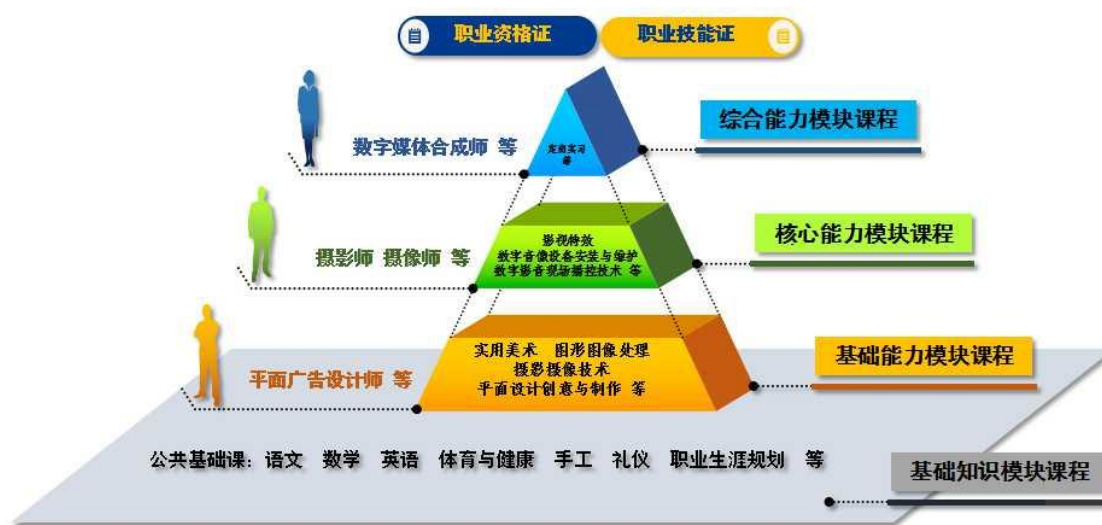 职业资格证 职业技能证
综合能力模块课程
数字媒体合成师 等
定岗实习
等
核心能力模块课程
影视特效
摄影师 摄像师 等
数字音像设备安装与维护
数字影音现场播控技术 等
基础能力模块课程
实用美术 图形图像处理
摄影摄像技术
平面广告设计师 等
平面设计创意与制作 等
公共基础课：语文 数学 英语 体育与健康 手工 礼仪 职业生涯规划 等
基础知识模块课程